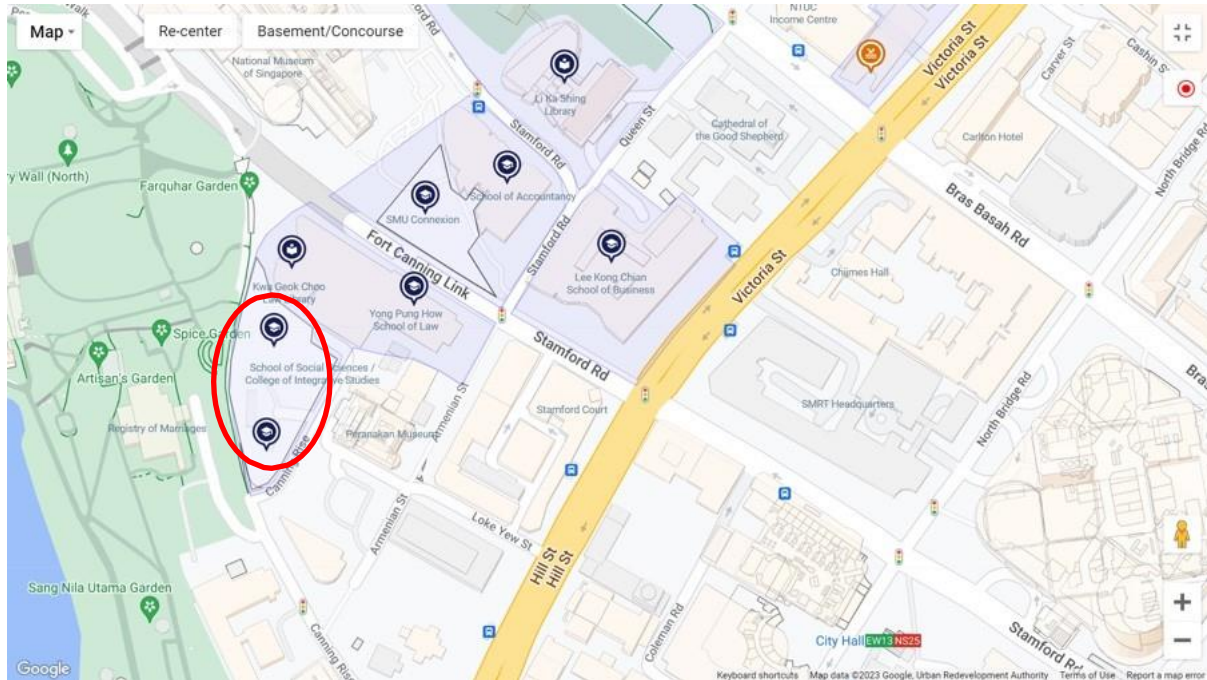 Map
Re-center
Basement/Concourse
NTUC
Income Centre
National Museum
of Singapore
Victoria St
Victoria St
Carver St
Cashin St
Li Ka Shing
Library
Queen St
Stamford Rd
Cathedral of
the Good Shepherd
Carlton Hotel
North Bridge Rd
ry Wall (North)
Farquhar Garden
School of Accountancy
SMU Connexion
Bras Basah Rd
Fort Canning Link
Stamford Rd
Lee Kong Chian
School of Business
Victoria St
Chijmes Hall
Kwa Geok Choo
Law Library
Yong Pung How
School of Law
Spice Garden
Stamford Rd
School of Social Sciences /
College of Integrative Studies
Artisan's Garden
Armenian St
Stamford Court
SMRT Headquarters
North Bridge Rd
Bras
Registry of Marriages
Peranakan Museum
Canning Rise
Armenian St
Loke Yew St
Hill St
Hill St
Sang Nila Utama Garden
Canning Rise
Coleman Rd
City Hall EW13 NS25
Stamford Rd
Google
Keyboard shortcuts
Map data ©2023 Google, Urban Redevelopment Authority
Terms of Use
Report a map error